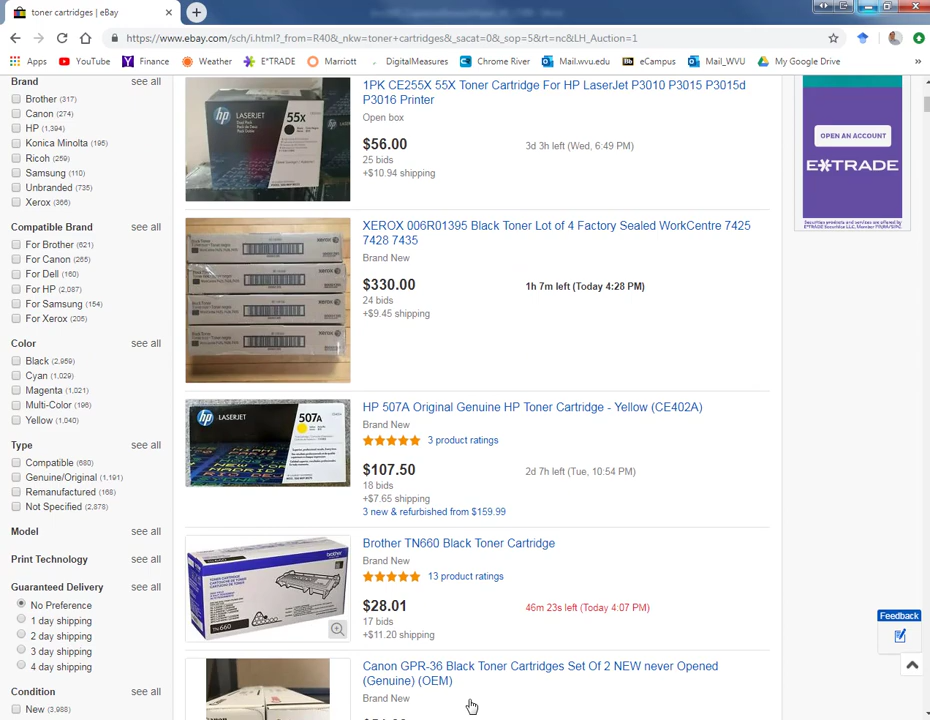 toner cartridges | eBay
https://www.ebay.com/sch/i.html?_from=R40&_nkw=toner+cartridges&_sacat=0&_sop=5&rt=nc&LH_Auction=1
Apps YouTube Finance Weather E*TRADE Marriott DigitalMeasures Chrome River Mail.wvu.edu eCampus Mail_WVU My Google Drive
Brand see all
Brother (317)
Canon (274)
HP (1,394)
Konica Minolta (195)
Ricoh (259)
Samsung (110)
Unbranded (735)
Xerox (366)
Compatible Brand see all
For Brother (621)
For Canon (265)
For Dell (160)
For HP (2,087)
For Samsung (154)
For Xerox (205)
Color see all
Black (2,959)
Cyan (1,029)
Magenta (1,021)
Multi-Color (196)
Yellow (1,040)
Type see all
Compatible (680)
Genuine/Original (1,191)
Remanufactured (168)
Not Specified (2,878)
Model see all
Print Technology see all
Guaranteed Delivery see all
No Preference
1 day shipping
2 day shipping
3 day shipping
4 day shipping
Condition see all
New (3,988)
hp LASERJET 55x
1PK CE255X 55X Toner Cartridge For HP LaserJet P3010 P3015 P3015d
P3016 Printer
Open box
$56.00 3d 3h left (Wed, 6:49 PM)
25 bids
+$10.94 shipping
XEROX 006R01395 Black Toner Lot of 4 Factory Sealed WorkCentre 7425
7428 7435
Brand New
$330.00 1h 7m left (Today 4:28 PM)
24 bids
+$9.45 shipping
hp LASERJET 507A
HP 507A Original Genuine HP Toner Cartridge - Yellow (CE402A)
Brand New
3 product ratings
$107.50 2d 7h left (Tue, 10:54 PM)
18 bids
+$7.65 shipping
3 new & refurbished from $159.99
brother
TN 660
Brother TN660 Black Toner Cartridge
Brand New
13 product ratings
$28.01 46m 23s left (Today 4:07 PM)
17 bids
+$11.20 shipping
Canon GPR-36 Black Toner Cartridges Set Of 2 NEW never Opened
(Genuine) (OEM)
Brand New
OPEN AN ACCOUNT
E*TRADE
Feedback